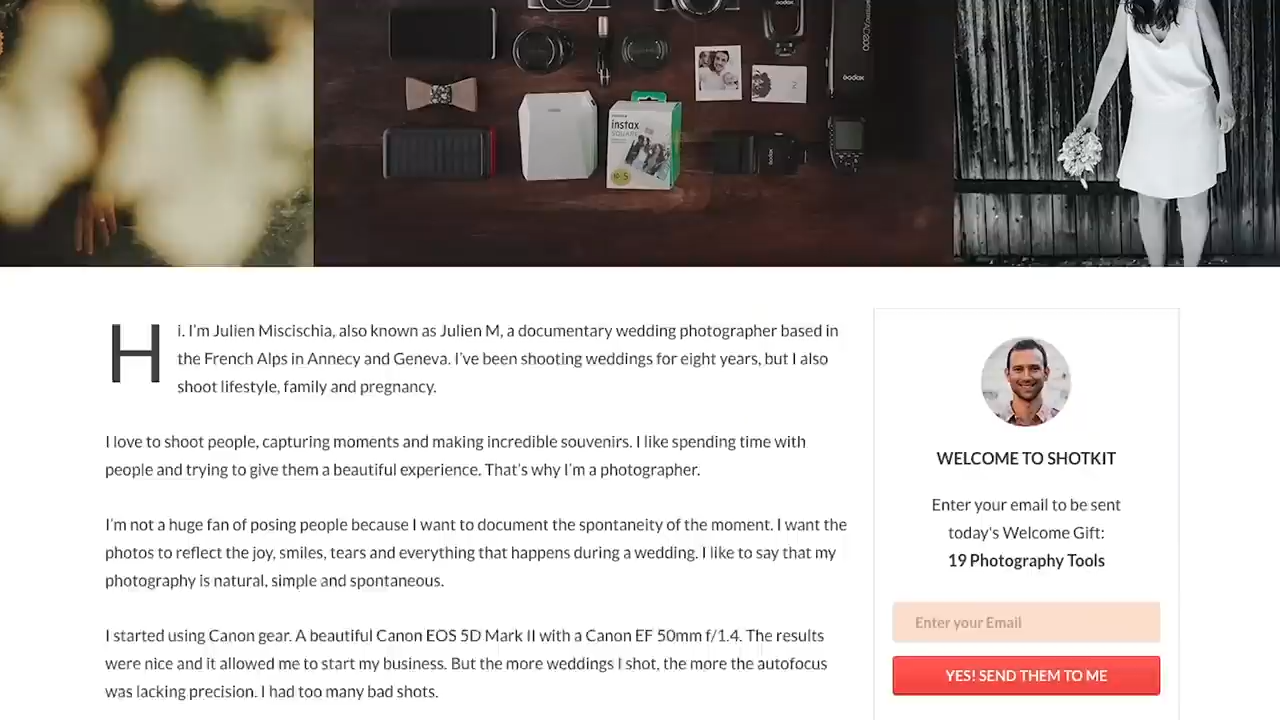 Godox
AD200
Godox
instax
SQUARE
Godox
Hi. I'm Julien Miscischia, also known as Julien M, a documentary wedding photographer based in
the French Alps in Annecy and Geneva. I've been shooting weddings for eight years, but I also
shoot lifestyle, family and pregnancy.
I love to shoot people, capturing moments and making incredible souvenirs. I like spending time with
people and trying to give them a beautiful experience. That's why I'm a photographer.
I'm not a huge fan of posing people because I want to document the spontaneity of the moment. I want the
photos to reflect the joy, smiles, tears and everything that happens during a wedding. I like to say that my
photography is natural, simple and spontaneous.
I started using Canon gear. A beautiful Canon EOS 5D Mark II with a Canon EF 50mm f/1.4. The results
were nice and it allowed me to start my business. But the more weddings I shot, the more the autofocus
was lacking precision. I had too many bad shots.
WELCOME TO SHOTKIT
Enter your email to be sent
today's Welcome Gift:
19 Photography Tools
Enter your Email
YES! SEND THEM TO ME